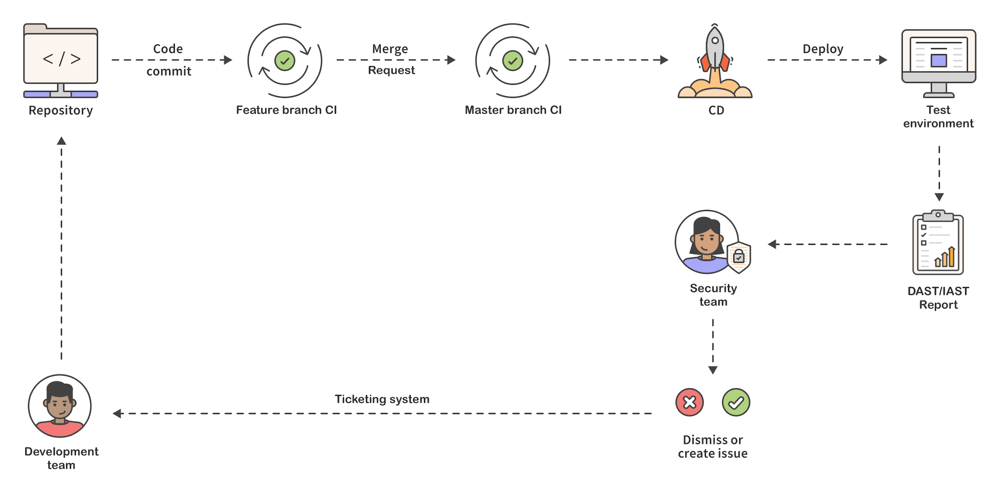 </>
Repository
Code
commit
Feature branch CI
Merge
Request
Master branch CI
CD
Deploy
Test
environment
Security
team
DAST/IAST
Report
Ticketing system
Dismiss or
create issue
Development
team